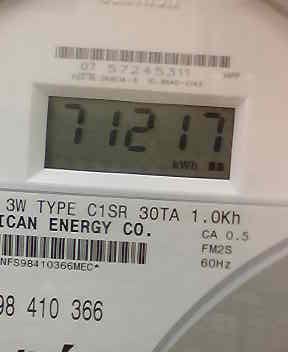 07 57245311
71217
kWh
3W TYPE C1SR 30TA 1.0Kh
ICAN ENERGY CO.
CA 0.5
FM2S
60Hz
NFS98410366MEC*
98 410 366